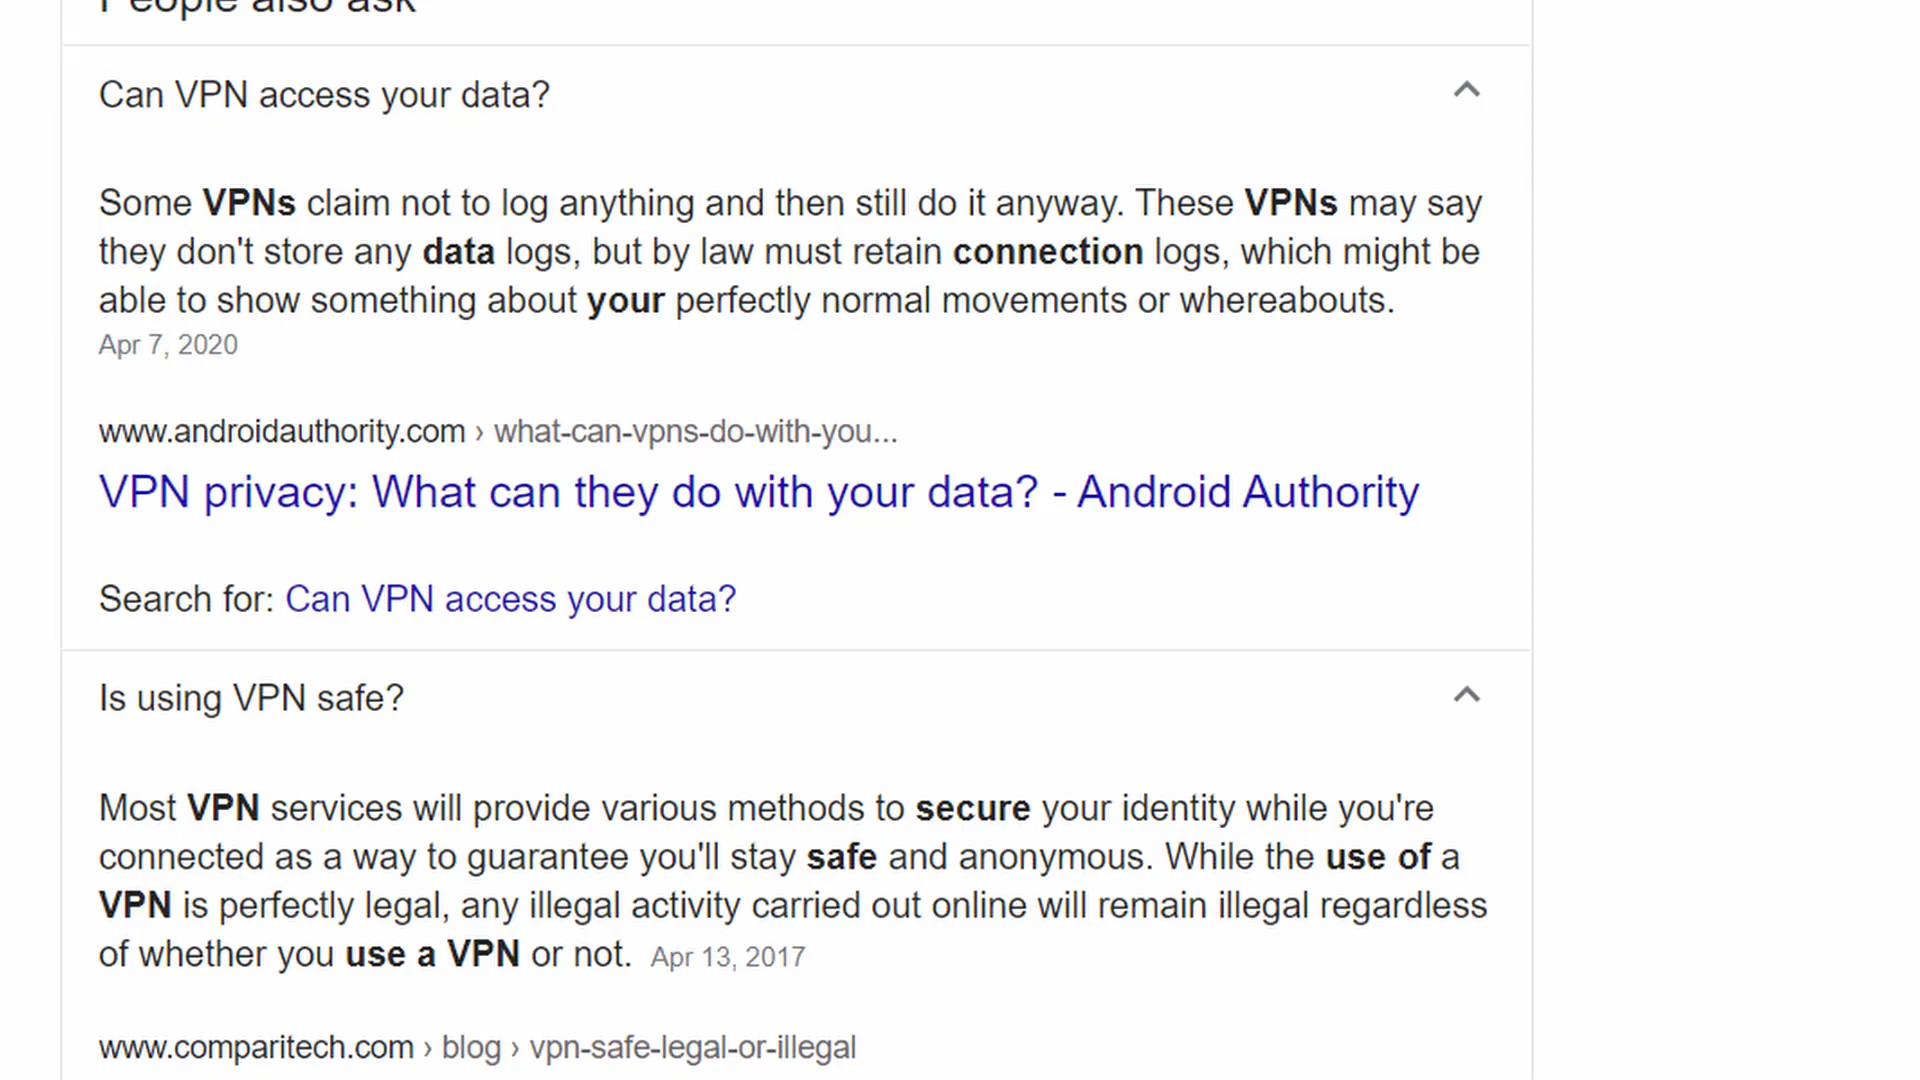 People also ask
Can VPN access your data?
Some VPNs claim not to log anything and then still do it anyway. These VPNs may say
they don't store any data logs, but by law must retain connection logs, which might be
able to show something about your perfectly normal movements or whereabouts.
Apr 7, 2020
www.androidauthority.com › what-can-vpns-do-with-you...
VPN privacy: What can they do with your data? - Android Authority
Search for: Can VPN access your data?
Is using VPN safe?
Most VPN services will provide various methods to secure your identity while you're
connected as a way to guarantee you'll stay safe and anonymous. While the use of a
VPN is perfectly legal, any illegal activity carried out online will remain illegal regardless
of whether you use a VPN or not. Apr 13, 2017
www.comparitech.com › blog › vpn-safe-legal-or-illegal